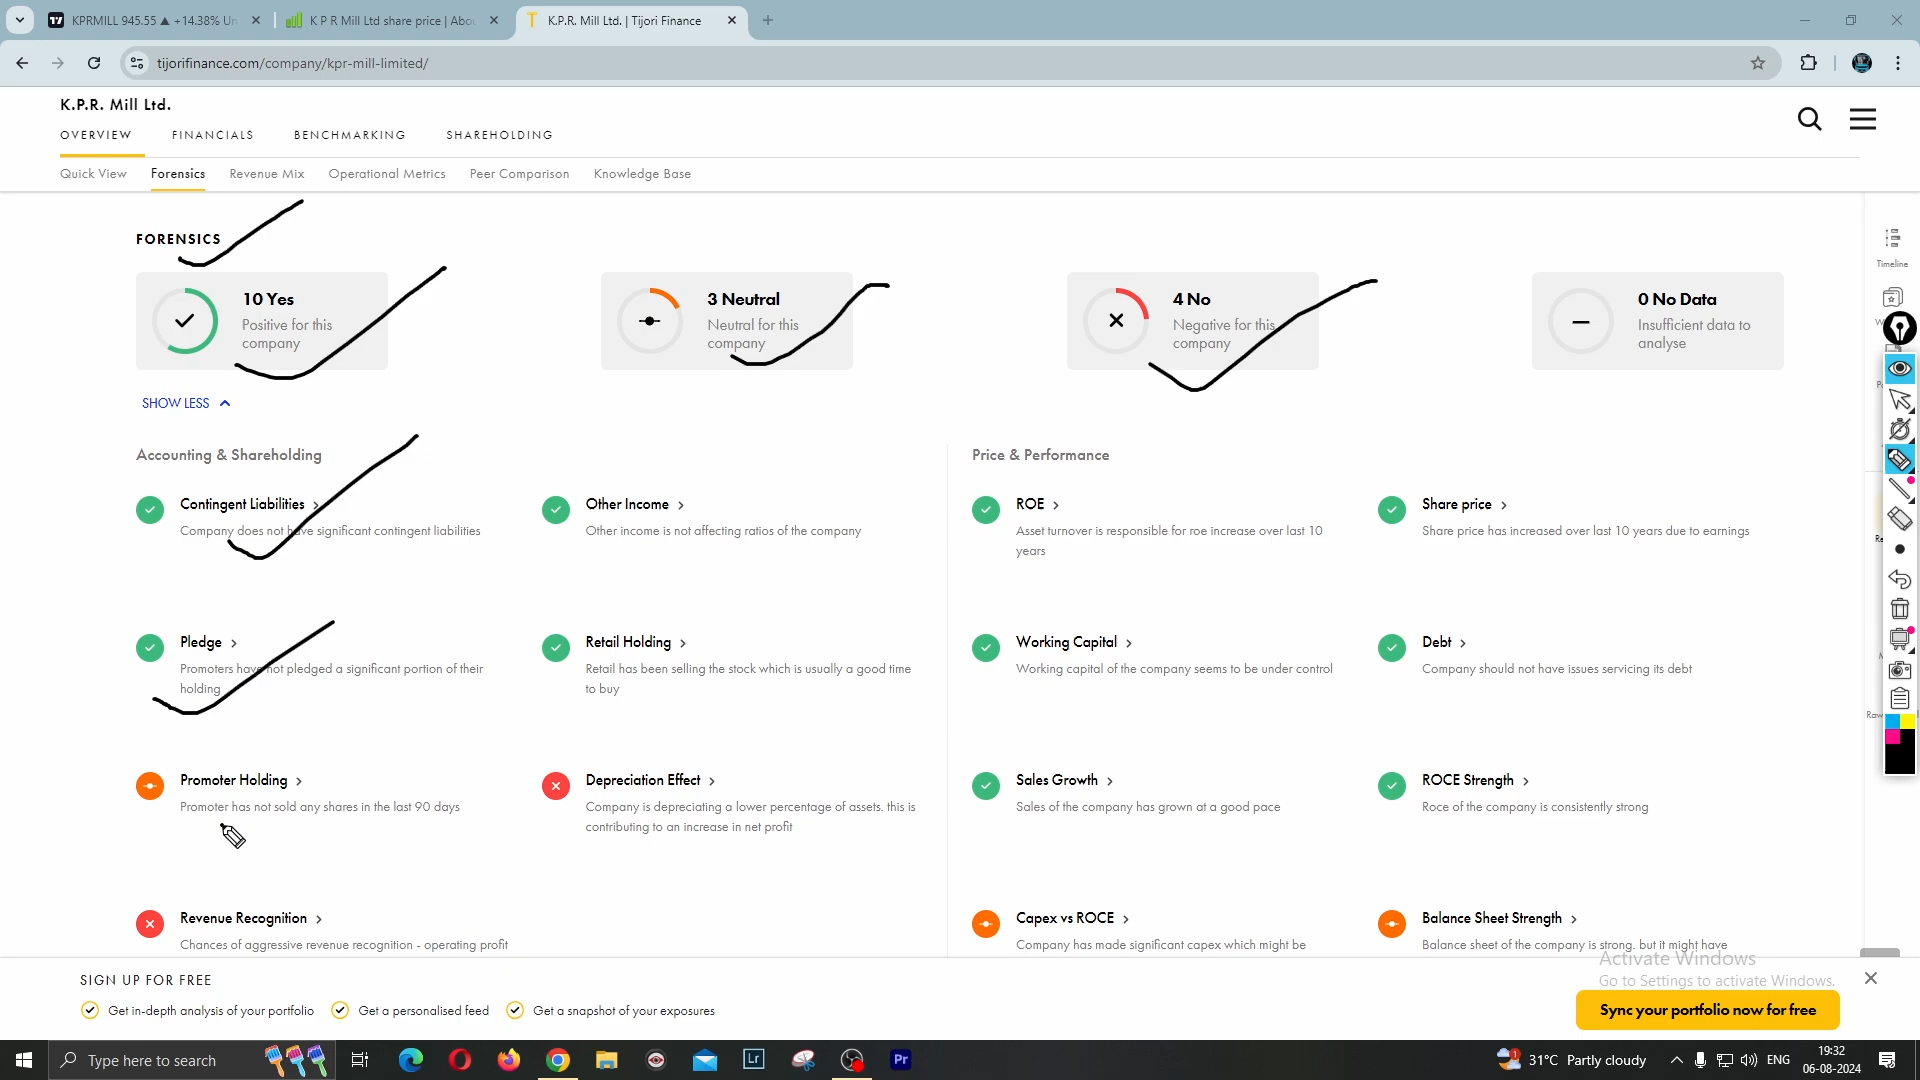 KPRMILL 945.55 ▲ +14.38% Un
K P R Mill Ltd share price | Abou
K.P.R. Mill Ltd. | Tijori Finance
tijorifinance.com/company/kpr-mill-limited/
K.P.R. Mill Ltd.
OVERVIEW FINANCIALS BENCHMARKING SHAREHOLDING
Quick View Forensics Revenue Mix Operational Metrics Peer Comparison Knowledge Base
Timeline
FORENSICS
10 Yes
Positive for this
company
3 Neutral
Neutral for this
company
4 No
Negative for this
company
0 No Data
Insufficient data to
analyse
SHOW LESS
Accounting & Shareholding
Contingent Liabilities
Company does not have significant contingent liabilities
Other Income
Other income is not affecting ratios of the company
Pledge
Promoters have not pledged a significant portion of their
holding
Retail Holding
Retail has been selling the stock which is usually a good time
to buy
Promoter Holding
Promoter has not sold any shares in the last 90 days
Depreciation Effect
Company is depreciating a lower percentage of assets. this is
contributing to an increase in net profit
Revenue Recognition
Chances of aggressive revenue recognition - operating profit
Price & Performance
ROE
Asset turnover is responsible for roe increase over last 10
years
Share price
Share price has increased over last 10 years due to earnings
Working Capital
Working capital of the company seems to be under control
Debt
Company should not have issues servicing its debt
Sales Growth
Sales of the company has grown at a good pace
ROCE Strength
Roce of the company is consistently strong
Capex vs ROCE
Company has made significant capex which might be
Balance Sheet Strength
Balance sheet of the company is strong. but it might have
Activate Windows
Go to Settings to activate Windows.
SIGN UP FOR FREE
Get in-depth analysis of your portfolio
Get a personalised feed
Get a snapshot of your exposures
Sync your portfolio now for free
Type here to search
Lr
Pr
1
31°C Partly cloudy
ENG
19:32
06-08-2024